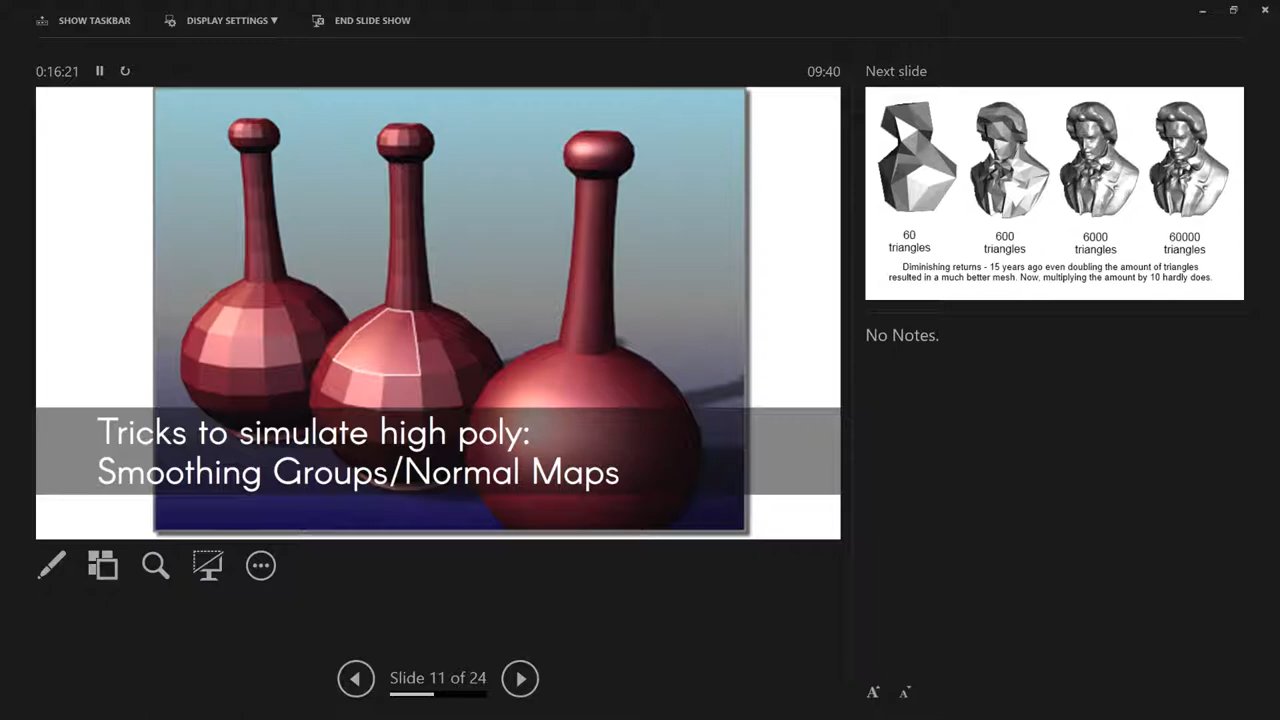 SHOW TASKBAR
DISPLAY SETTINGS ▼
END SLIDE SHOW
0:16:21
09:40
Next slide
Tricks to simulate high poly:
Smoothing Groups/Normal Maps
60
triangles
600
triangles
6000
triangles
60000
triangles
Diminishing returns - 15 years ago even doubling the amount of triangles
resulted in a much better mesh. Now, multiplying the amount by 10 hardly does.
No Notes.
Slide 11 of 24
A
A